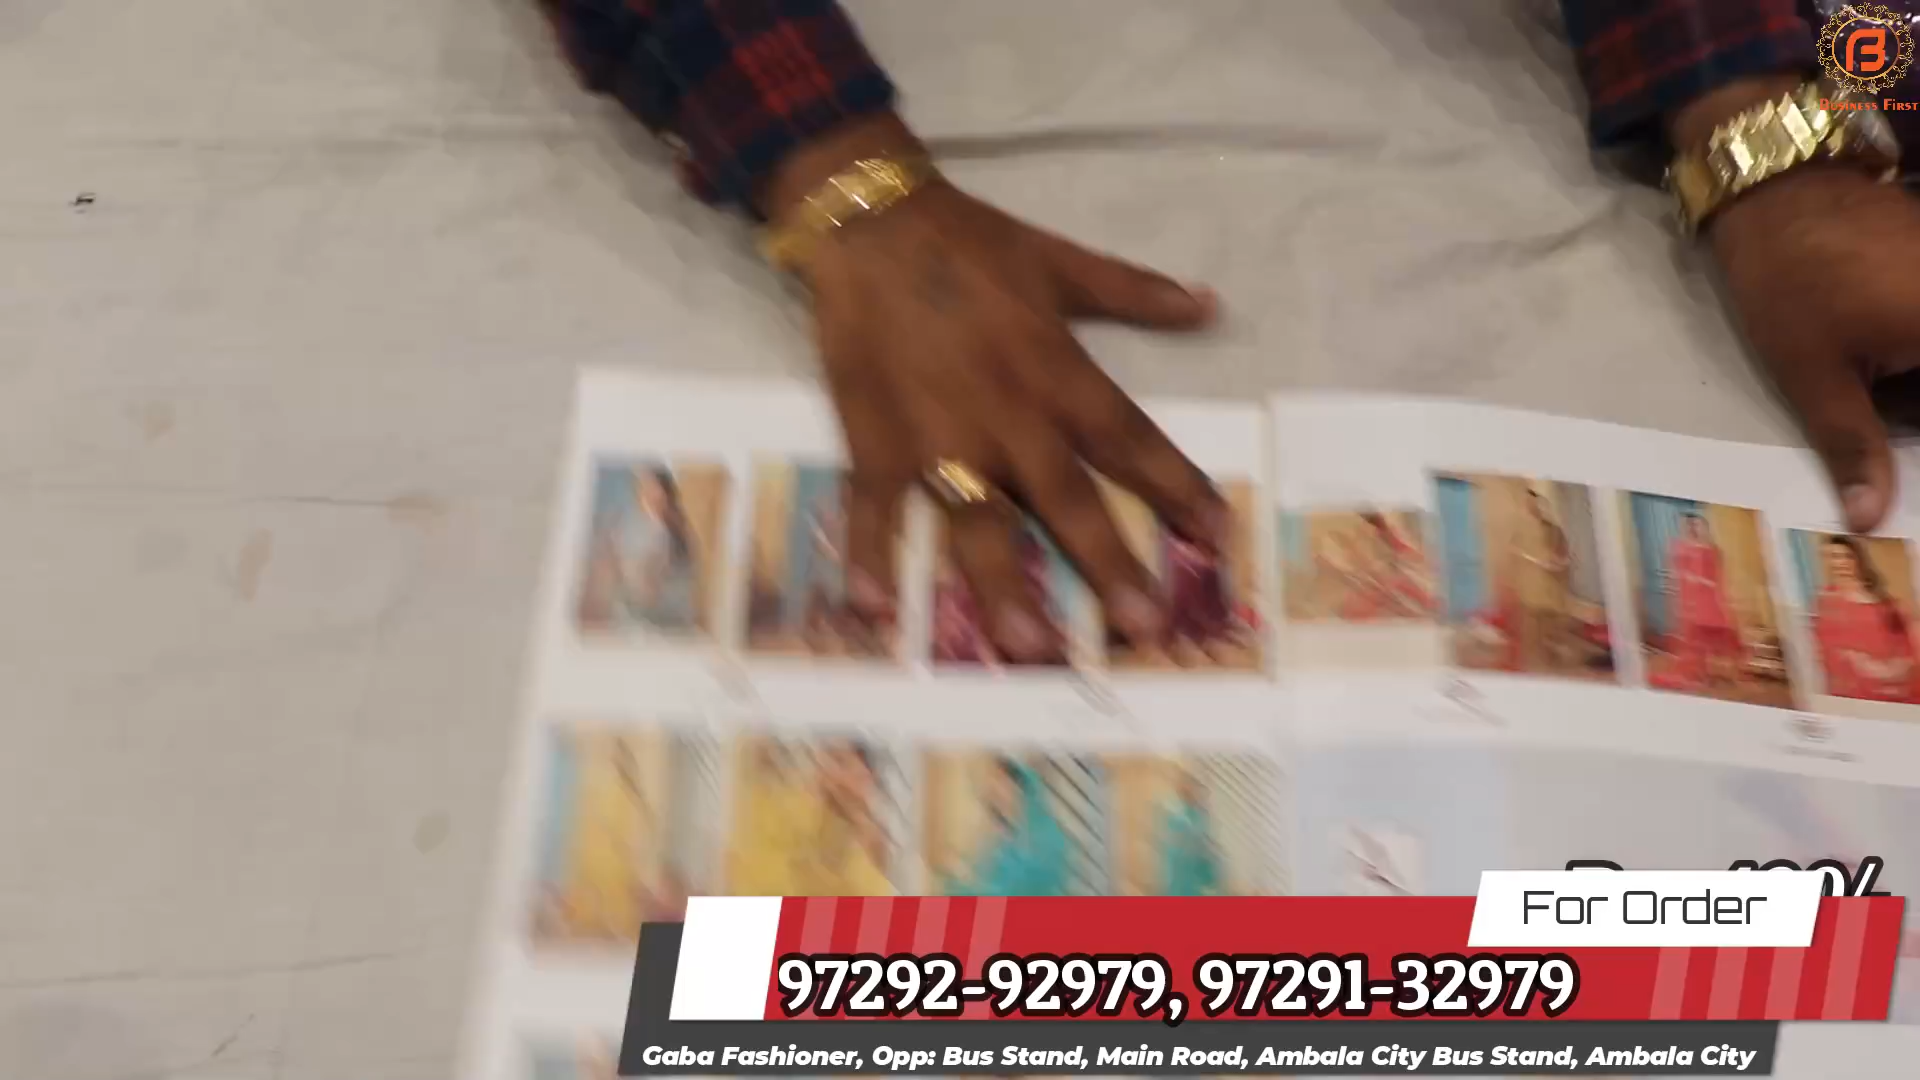 Business First
For Order
97292-92979, 97291-32979
Gaba Fashioner, Opp: Bus Stand, Main Road, Ambala City Bus Stand, Ambala City